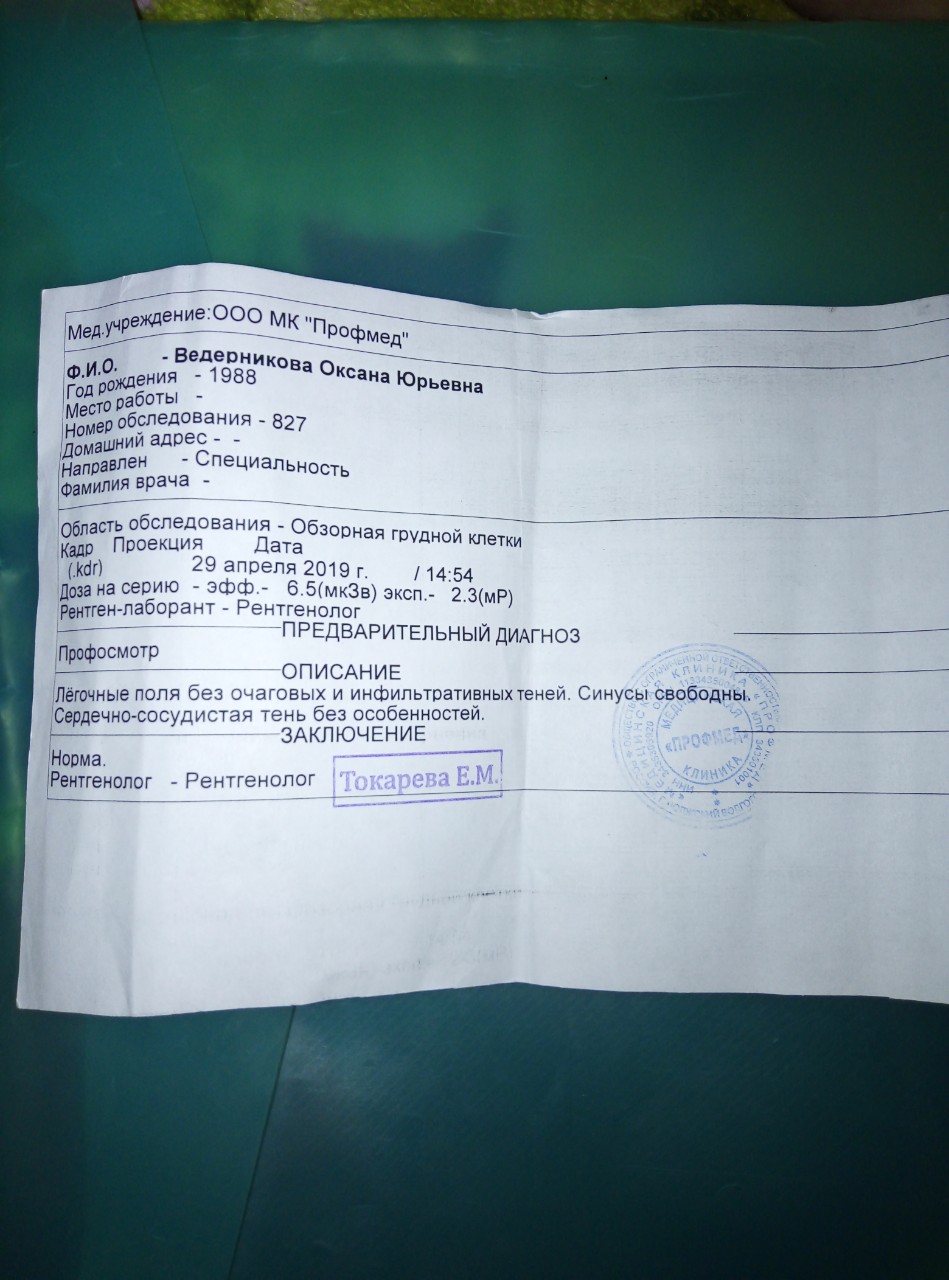 Мед.учреждение:ООО МК "Профмед"
Ф.И.О. - Ведерникова Оксана Юрьевна
Год рождения - 1988
Место работы -
Номер обследования - 827
Домашний адрес - -
Направлен - Специальность
Фамилия врача -
Область обследования - Обзорная грудной клетки
Кадр Проекция Дата
(.kdr) 29 апреля 2019 г. / 14:54
Доза на серию - эфф.- 6.5(мкЗв) эксп.- 2.3(мР)
Рентген-лаборант - Рентгенолог
ПРЕДВАРИТЕЛЬНЫЙ ДИАГНОЗ
Профосмотр
ОПИСАНИЕ
Лёгочные поля без очаговых и инфильтративных теней. Синусы свободны.
Сердечно-сосудистая тень без особенностей.
ЗАКЛЮЧЕНИЕ
Норма.
Рентгенолог - Рентгенолог
Токарева Е.М.
МЕДИЦИНСКАЯ
«ПРОФМЕД»
КЛИНИКА